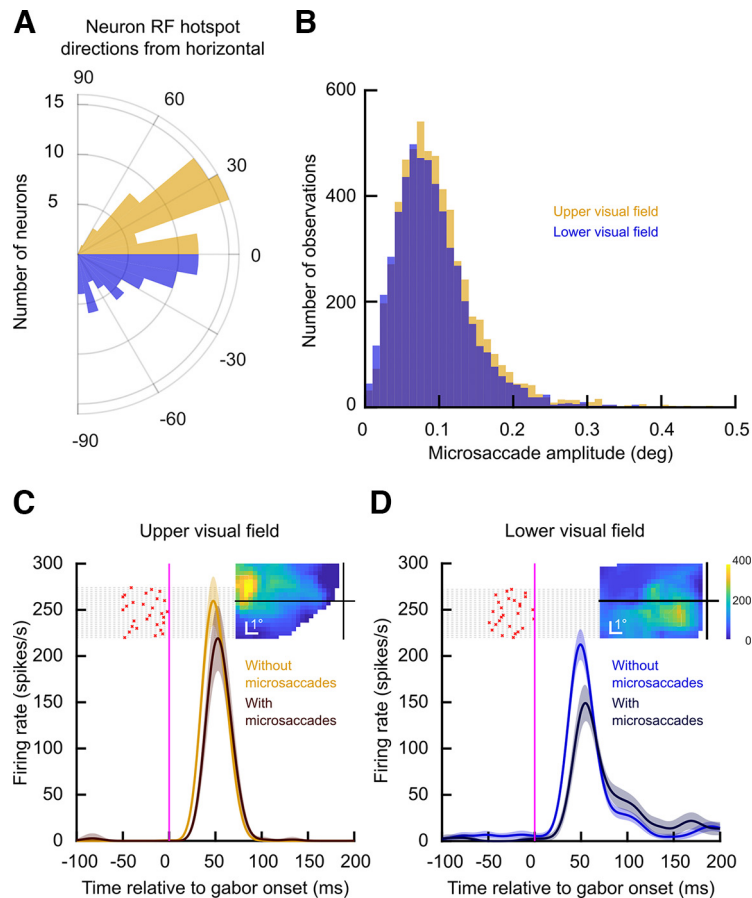 A
Neuron RF hotspot
directions from horizontal
90
60
30
0
-30
-60
-90
15
10
5
Number of neurons
B
600
400
200
0
Number of observations
Upper visual field
Lower visual field
0 0.1 0.2 0.3 0.4 0.5
Microsaccade amplitude (deg)
C
Upper visual field
300
250
200
150
100
50
0
Firing rate (spikes/s)
1°
Without
microsaccades
With
microsaccades
-100 -50 0 50 100 150 200
Time relative to gabor onset (ms)
D
Lower visual field
300
250
200
150
100
50
0
Firing rate (spikes/s)
1°
400
200
0
Without
microsaccades
With
microsaccades
-100 -50 0 50 100 150 200
Time relative to gabor onset (ms)